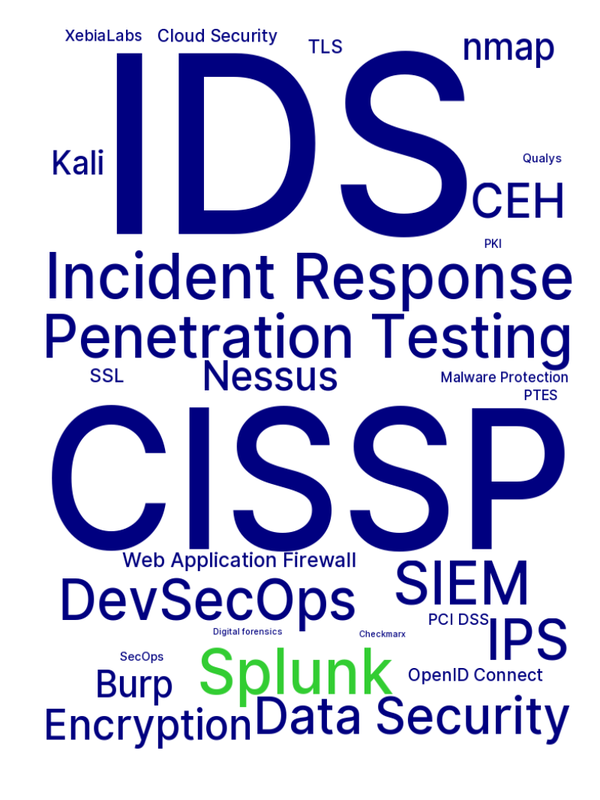 XebiaLabs
Cloud Security
TLS
nmap
IDS
Kali
Qualys
CEH
PKI
Incident Response
Penetration Testing
SSL
Nessus
Malware Protection
PTES
CISSP
Web Application Firewall
SIEM
DevSecOps
PCI DSS
IPS
Digital forensics
Checkmarx
SecOps
Splunk
OpenID Connect
Burp
Encryption
Data Security